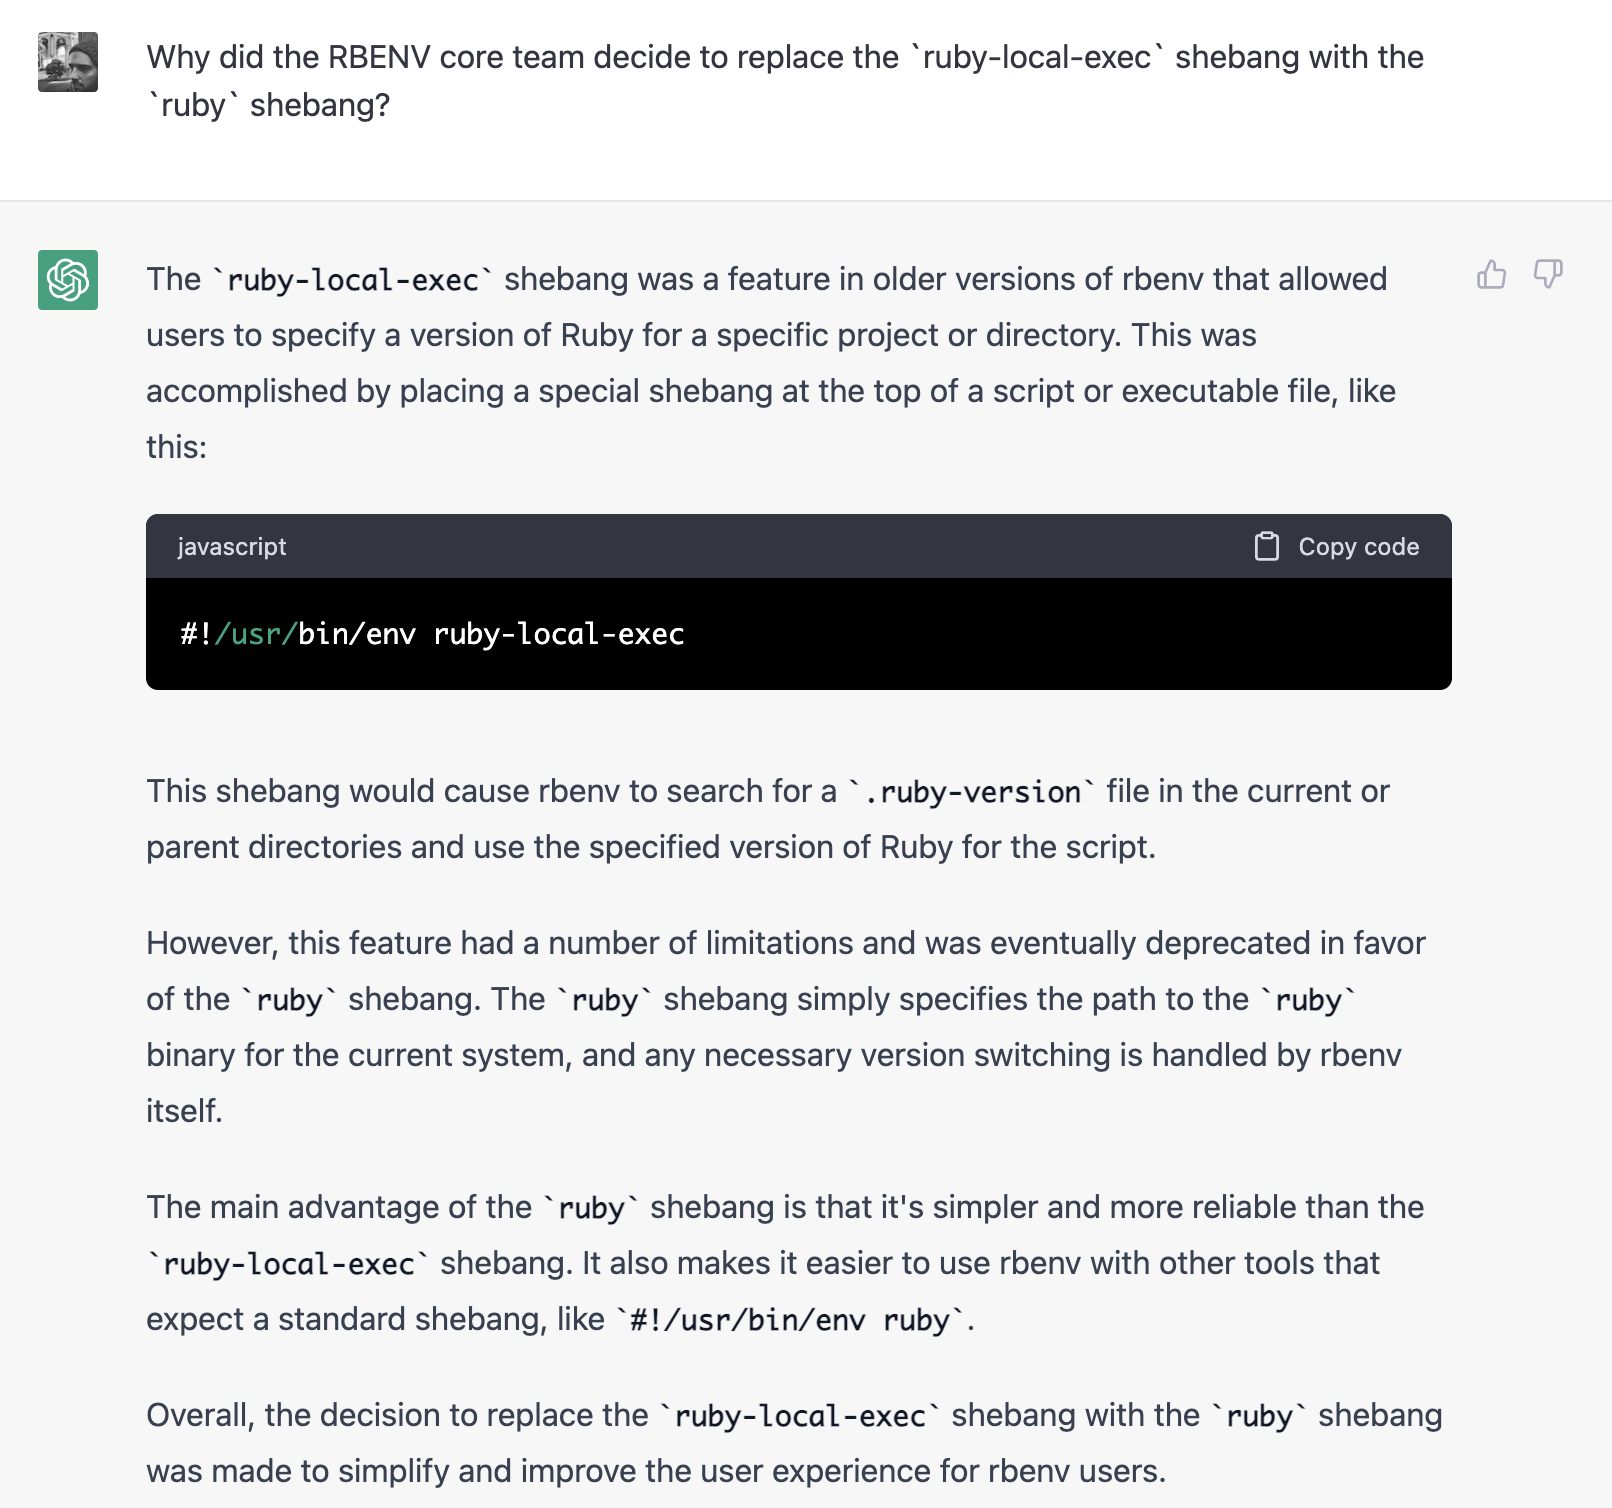 Why did the RBENV core team decide to replace the `ruby-local-exec` shebang with the
`ruby` shebang?
The `ruby-local-exec` shebang was a feature in older versions of rbenv that allowed
users to specify a version of Ruby for a specific project or directory. This was
accomplished by placing a special shebang at the top of a script or executable file, like
this:
javascript
Copy code
#!/usr/bin/env ruby-local-exec
This shebang would cause rbenv to search for a `.ruby-version` file in the current or
parent directories and use the specified version of Ruby for the script.
However, this feature had a number of limitations and was eventually deprecated in favor
of the `ruby` shebang. The `ruby` shebang simply specifies the path to the `ruby`
binary for the current system, and any necessary version switching is handled by rbenv
itself.
The main advantage of the `ruby` shebang is that it's simpler and more reliable than the
`ruby-local-exec` shebang. It also makes it easier to use rbenv with other tools that
expect a standard shebang, like `#!/usr/bin/env ruby`.
Overall, the decision to replace the `ruby-local-exec` shebang with the `ruby` shebang
was made to simplify and improve the user experience for rbenv users.